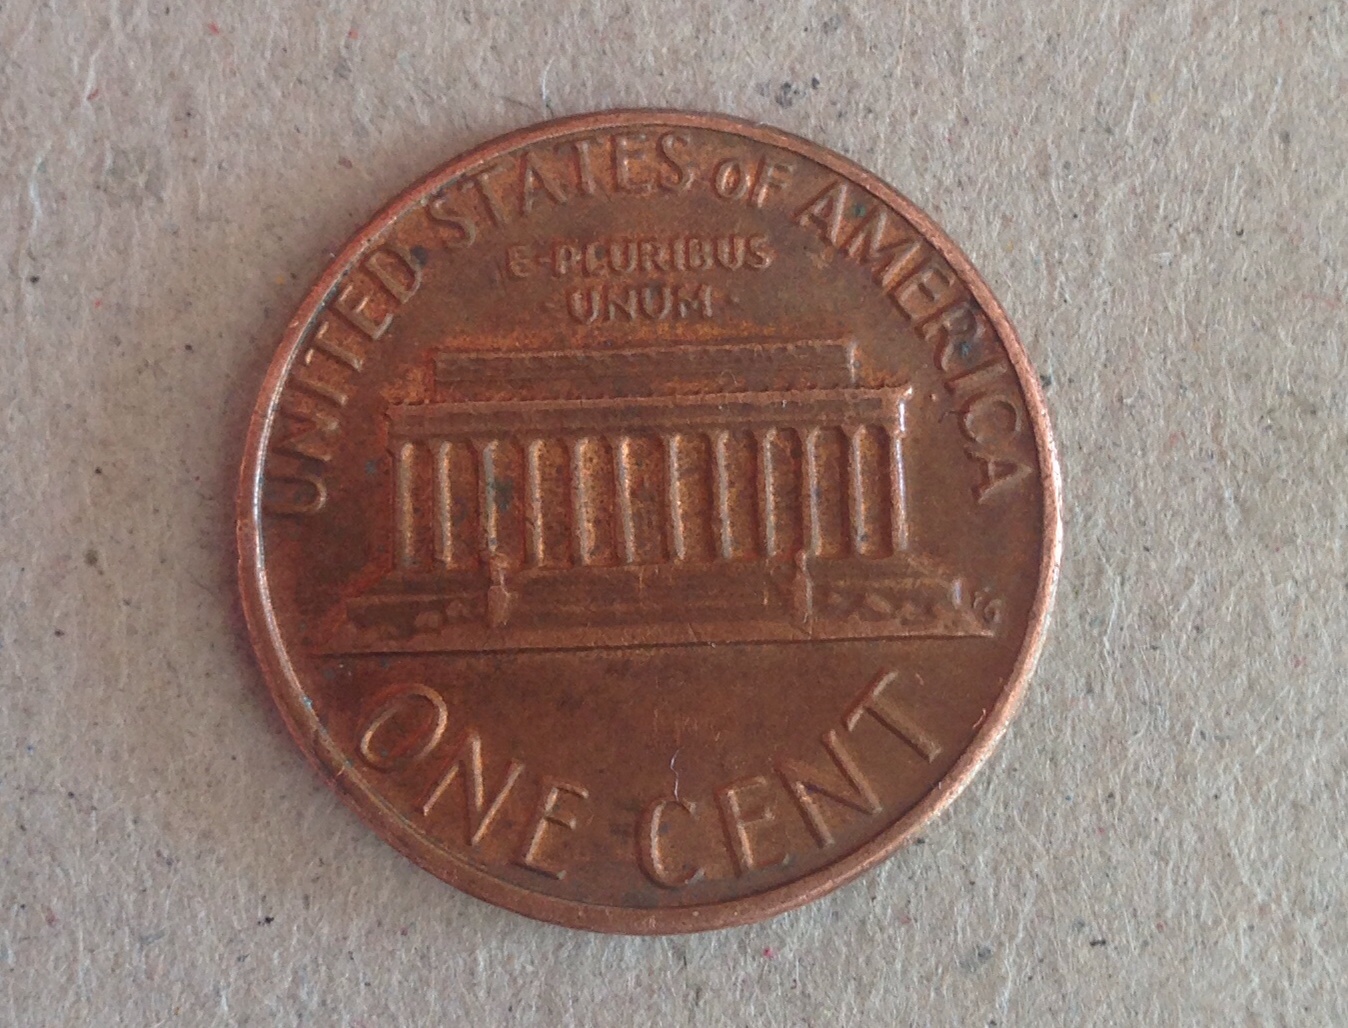 UNITED STATES OF AMERICA
E·PLURIBUS
·UNUM·
ONE CENT